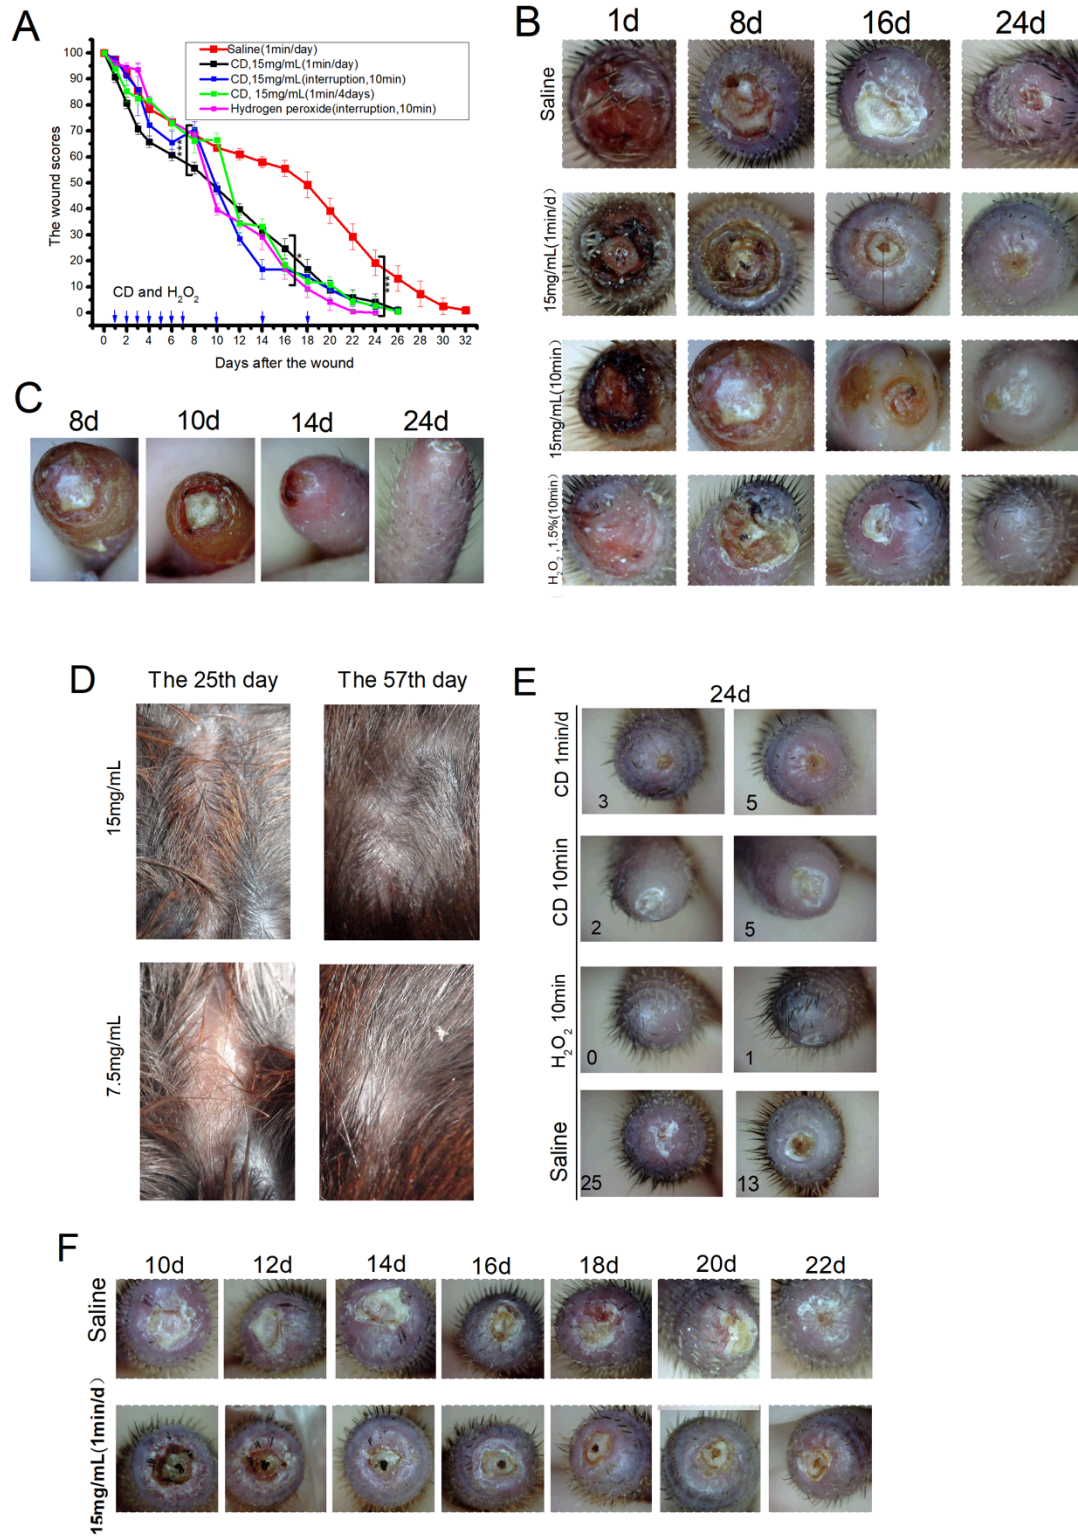 A
Saline(1min/day)
CD,15mg/mL(1min/day)
CD,15mg/mL(interruption,10min)
CD, 15mg/mL(1min/4days)
Hydrogen peroxide(interruption,10min)
The wound scores
100
90
80
70
60
50
40
30
20
10
0
***
*
***
CD and H₂O₂
0 2 4 6 8 10 12 14 16 18 20 22 24 26 28 30 32
Days after the wound
B
1d 8d 16d 24d
Saline
15mg/mL(1min/d)
15mg/mL(10min)
H₂O₂,1.5%(10min)
C
8d 10d 14d 24d
D
The 25th day The 57th day
15mg/mL
7.5mg/mL
E
24d
CD 1min/d
3 5
CD 10min
2 5
H₂O₂ 10min
0 1
Saline
25 13
F
10d 12d 14d 16d 18d 20d 22d
Saline
15mg/mL(1min/d)